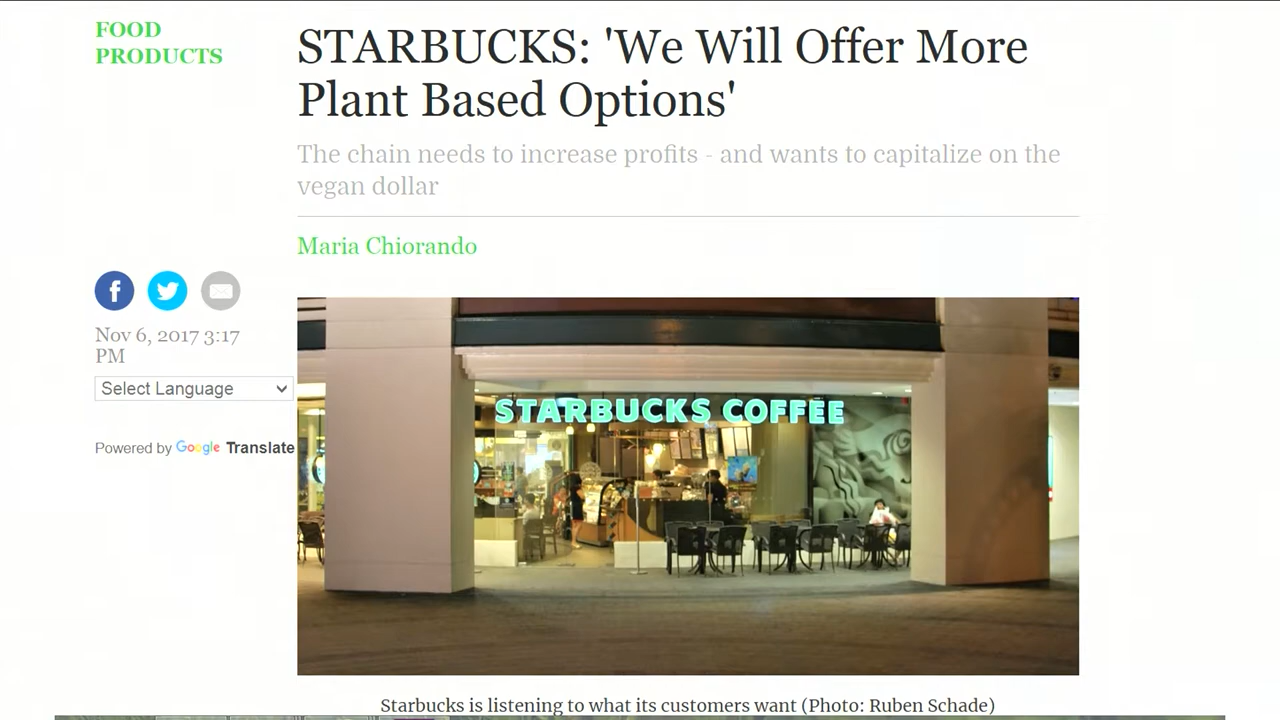 FOOD
PRODUCTS
STARBUCKS: 'We Will Offer More
Plant Based Options'
The chain needs to increase profits - and wants to capitalize on the
vegan dollar
Maria Chiorando
Nov 6, 2017 3:17
PM
Select Language
Powered by Google Translate
STARBUCKS COFFEE
Starbucks is listening to what its customers want (Photo: Ruben Schade)